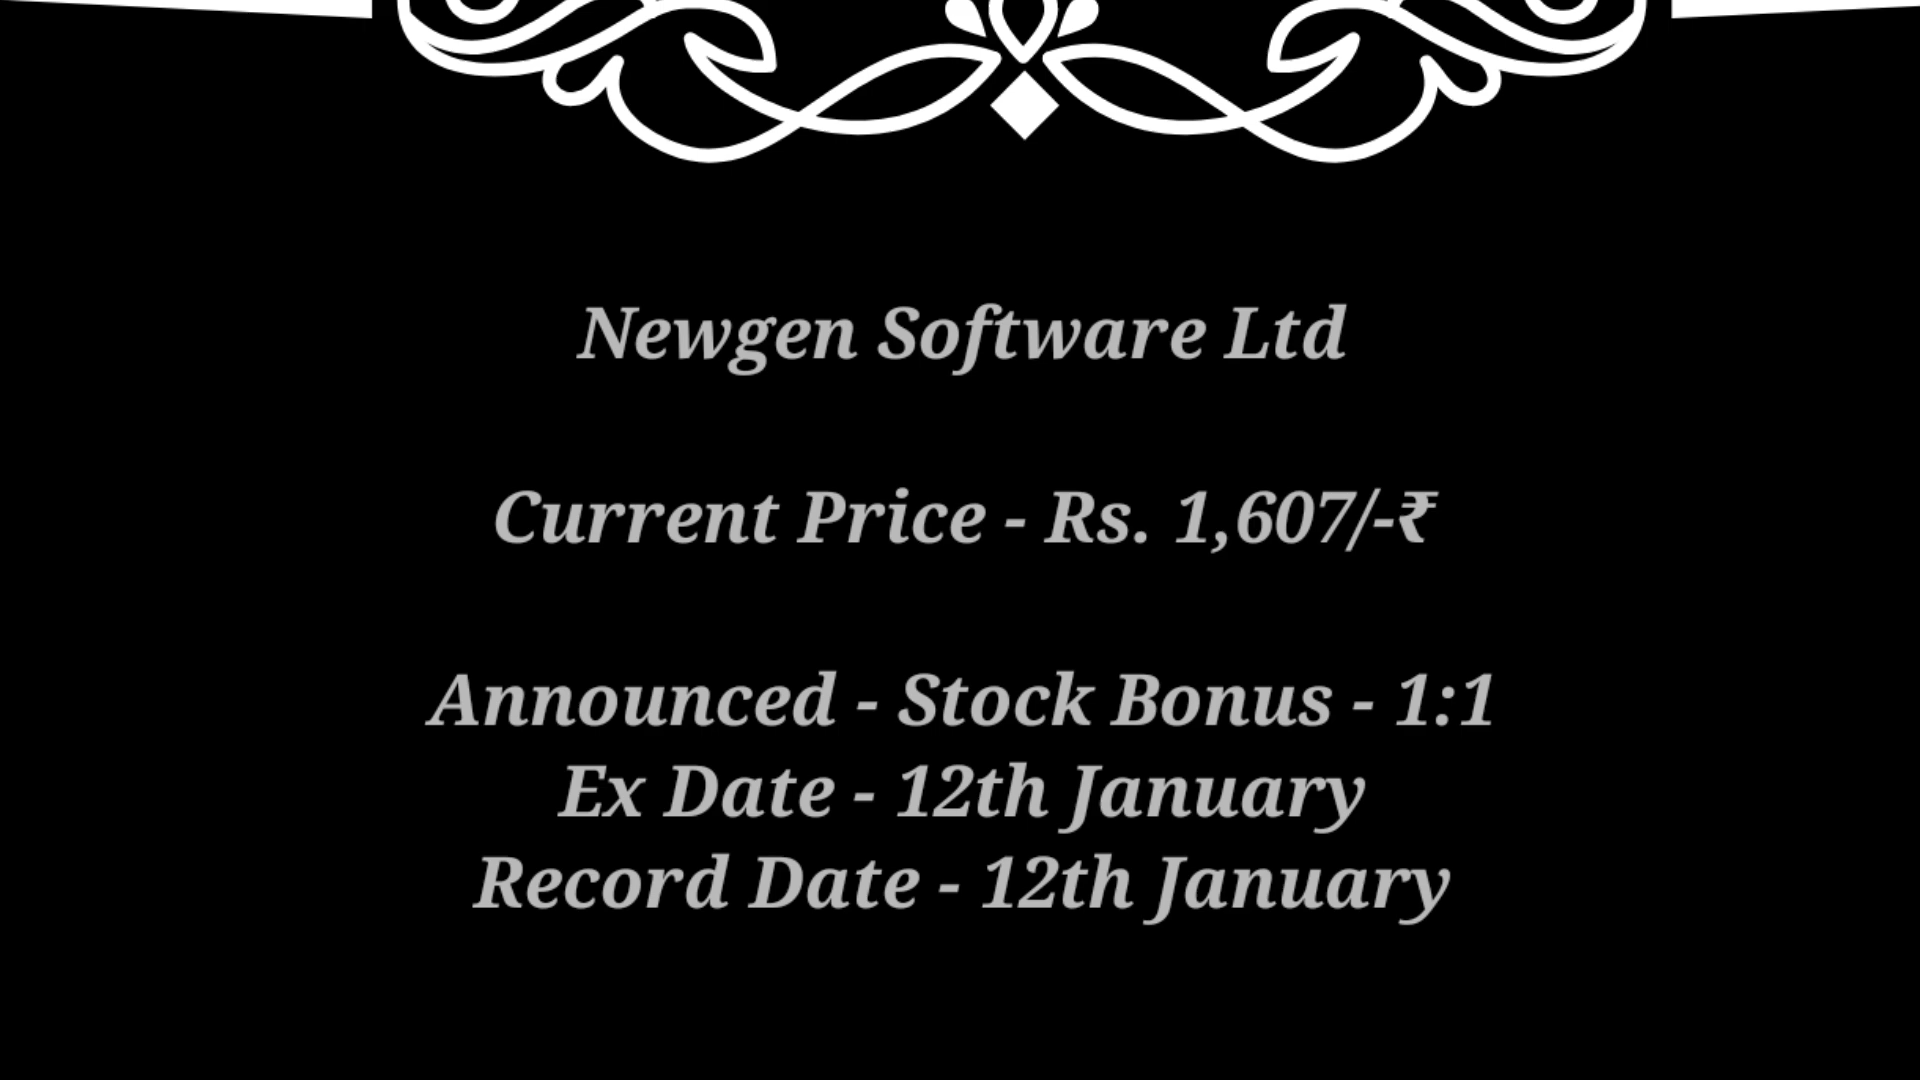 Newgen Software Ltd
Current Price - Rs. 1,607/-₹
Announced - Stock Bonus - 1:1
Ex Date - 12th January
Record Date - 12th January